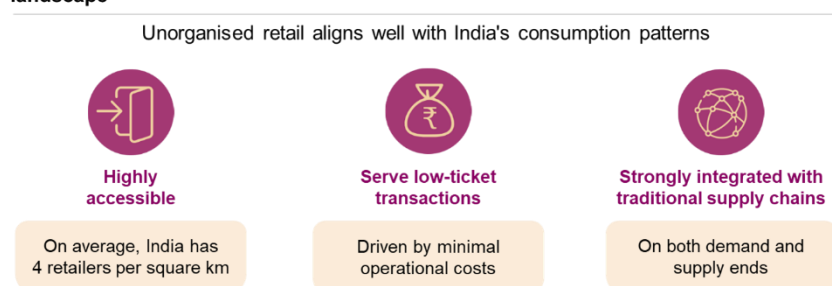 landscape
Unorganised retail aligns well with India's consumption patterns
₹
Highly
accessible
On average, India has
4 retailers per square km
Serve low-ticket
transactions
Driven by minimal
operational costs
Strongly integrated with
traditional supply chains
On both demand and
supply ends